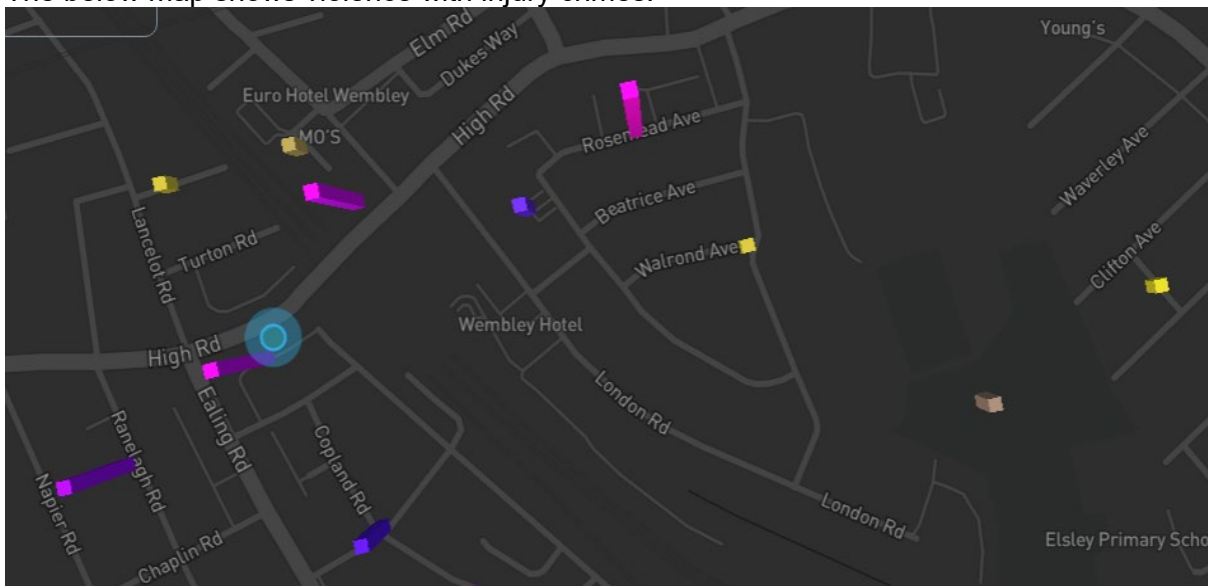 The below map shows violence with injury crimes.
Young's
Elm Rd
Dukes Way
Euro Hotel Wembley
High Rd
MO'S
Rosemead Ave
Waverley Ave
Beatrice Ave
Lancelot Rd
Turton Rd
Walrond Ave
Clifton Ave
Wembley Hotel
High Rd
London Rd
Ealing Rd
Ranelagh Rd
Copland Rd
Napier Rd
London Rd
Chaplin Rd
Elsley Primary Scho